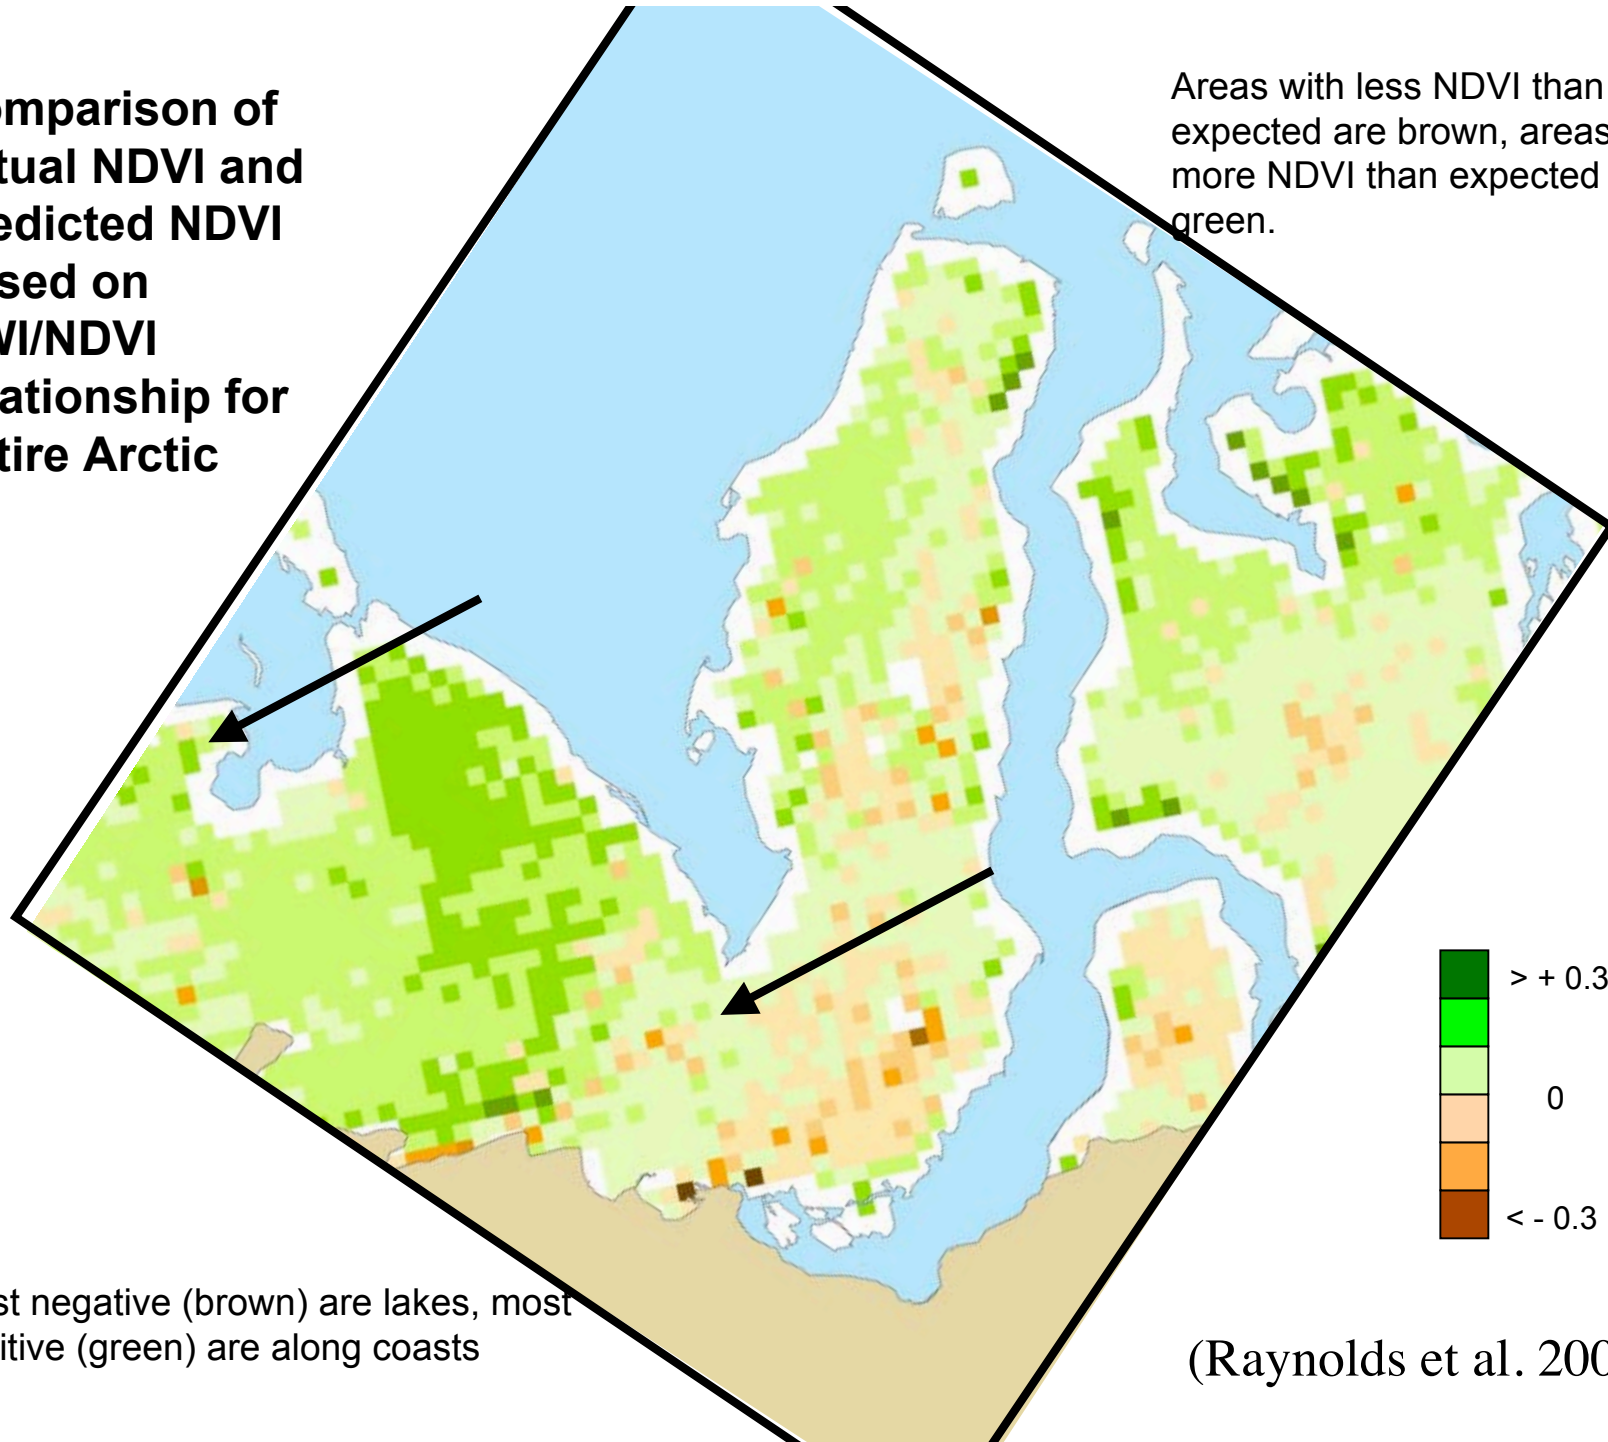 omparison of
tual NDVI and
edicted NDVI
sed on
WI/NDVI
ationship for
tire Arctic
Areas with less NDVI than
expected are brown, areas
more NDVI than expected
green.
> + 0.3
0
< - 0.3
st negative (brown) are lakes, most
itive (green) are along coasts
(Raynolds et al. 200